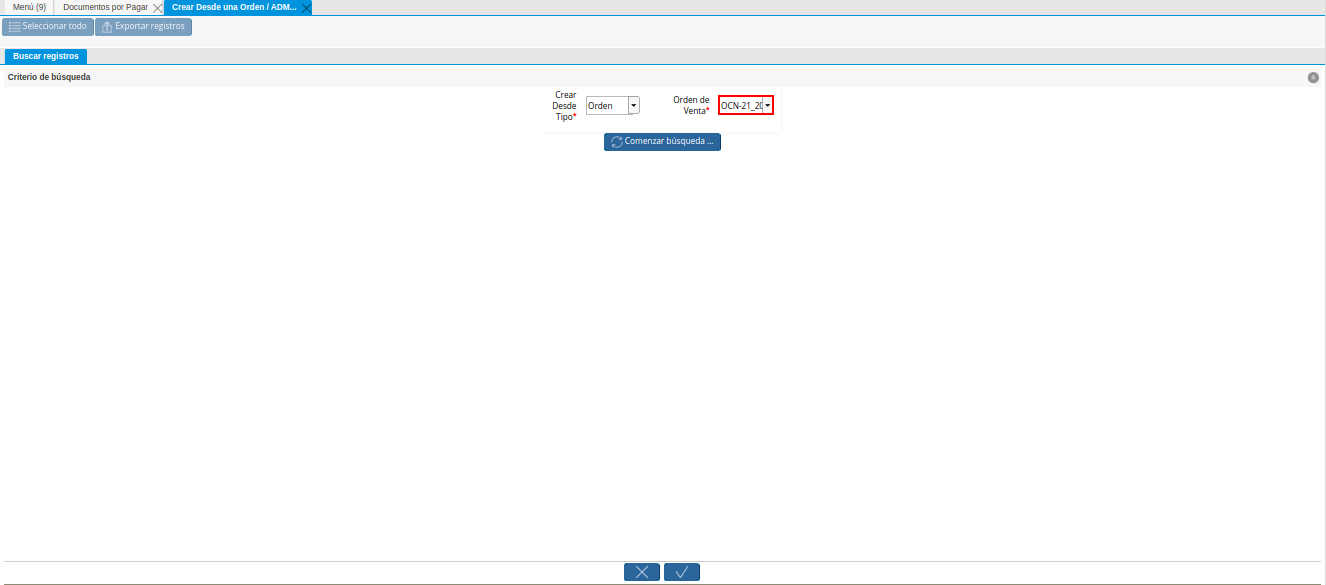 Menú (9)
Documentos por Pagar
Crear Desde una Orden / ADM...
Seleccionar todo
Exportar registros
Buscar registros
Criterio de búsqueda
Crear
Desde
Tipo*
Orden
Orden de
Venta*
OCN-21_20
Comenzar búsqueda ...